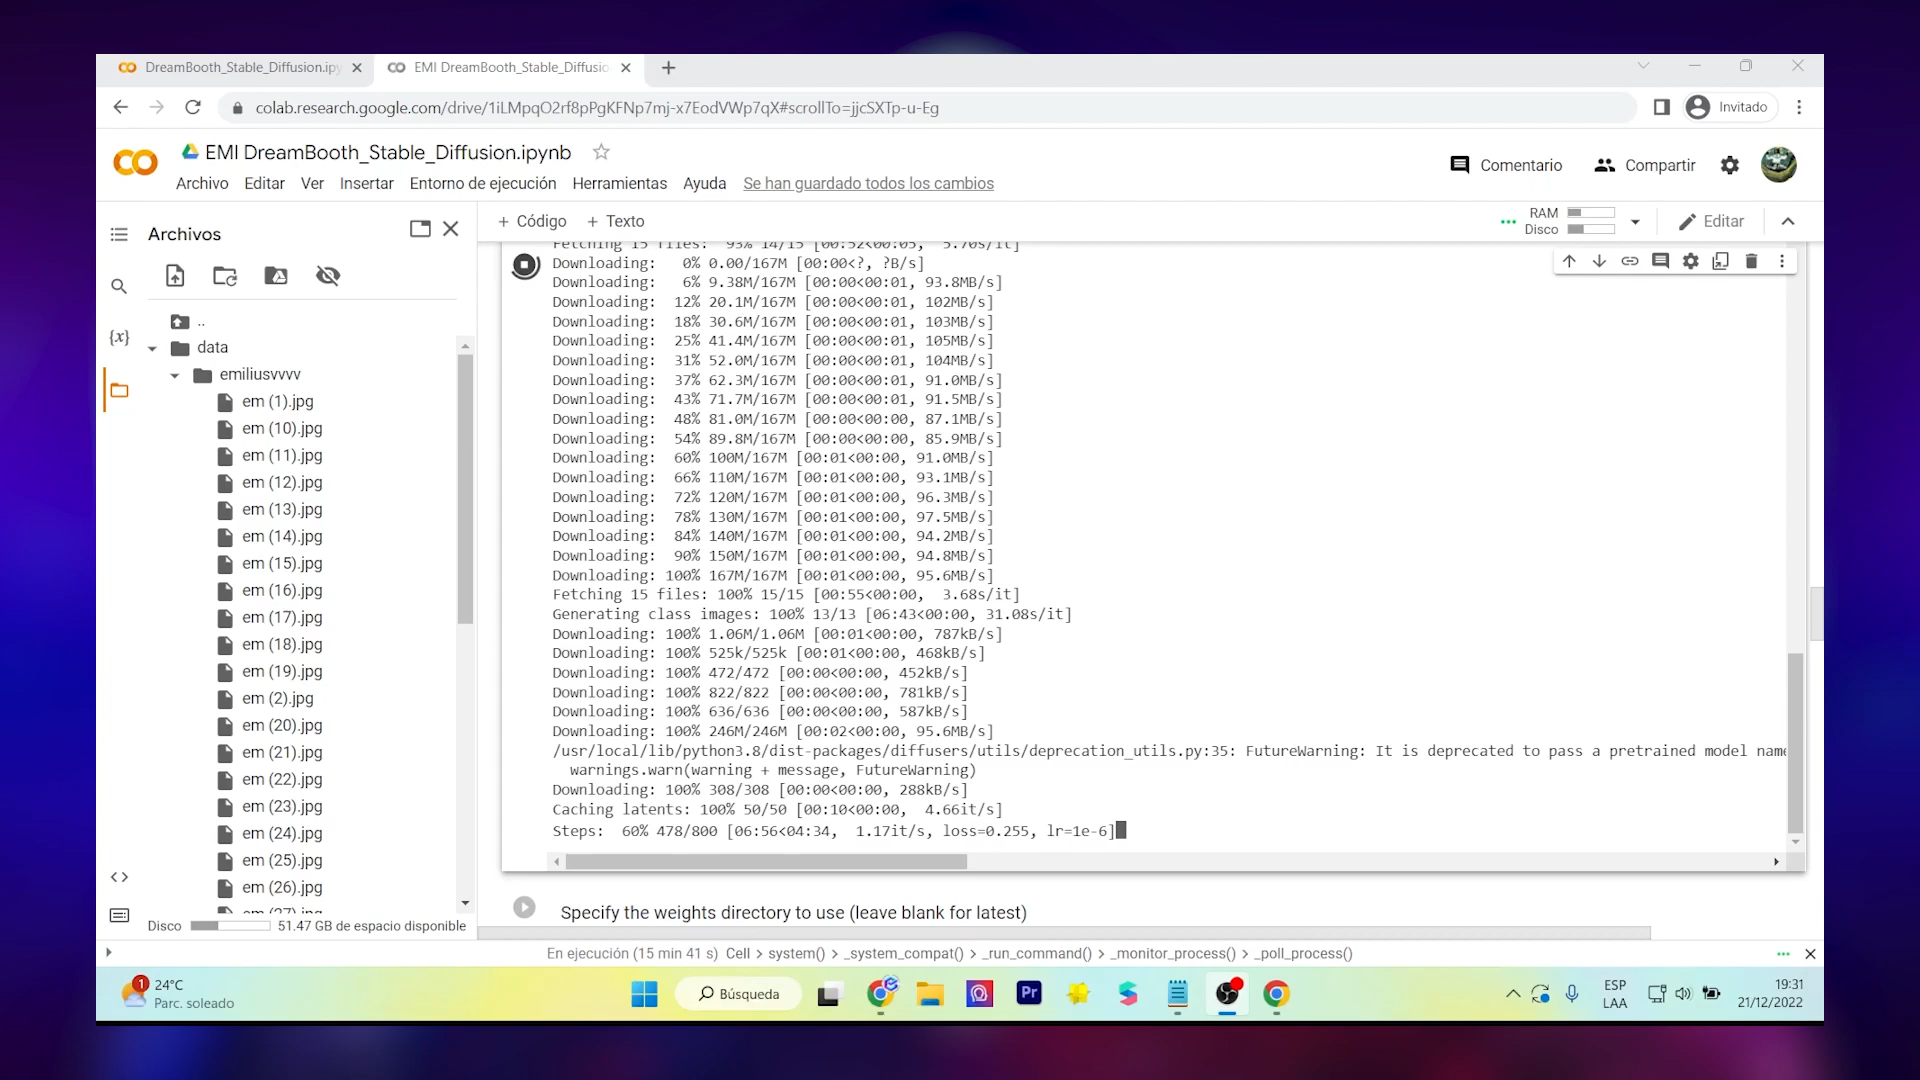 DreamBooth_Stable_Diffusion.ipy
EMI DreamBooth_Stable_Diffusio
colab.research.google.com/drive/1iLMpqO2rf8pPgKFNp7mj-x7EodVWp7qX#scrollTo=jjcSXTp-u-Eg
Invitado
CO EMI DreamBooth_Stable_Diffusion.ipynb
Archivo Editar Ver Insertar Entorno de ejecución Herramientas Ayuda Se han guardado todos los cambios
Comentario Compartir
Archivos
+ Código + Texto
RAM
Disco
Editar
..
data
emiliusvvvv
em (1).jpg
em (10).jpg
em (11).jpg
em (12).jpg
em (13).jpg
em (14).jpg
em (15).jpg
em (16).jpg
em (17).jpg
em (18).jpg
em (19).jpg
em (2).jpg
em (20).jpg
em (21).jpg
em (22).jpg
em (23).jpg
em (24).jpg
em (25).jpg
em (26).jpg
em (27).jpg
Disco 51.47 GB de espacio disponible
{x}
<>
Fetching 15 files: 93% 14/15 [00:52<00:05, 5.70s/it]
Downloading: 0% 0.00/167M [00:00<?, ?B/s]
Downloading: 6% 9.38M/167M [00:00<00:01, 93.8MB/s]
Downloading: 12% 20.1M/167M [00:00<00:01, 102MB/s]
Downloading: 18% 30.6M/167M [00:00<00:01, 103MB/s]
Downloading: 25% 41.4M/167M [00:00<00:01, 105MB/s]
Downloading: 31% 52.0M/167M [00:00<00:01, 104MB/s]
Downloading: 37% 62.3M/167M [00:00<00:01, 91.0MB/s]
Downloading: 43% 71.7M/167M [00:00<00:01, 91.5MB/s]
Downloading: 48% 81.0M/167M [00:00<00:00, 87.1MB/s]
Downloading: 54% 89.8M/167M [00:00<00:00, 85.9MB/s]
Downloading: 60% 100M/167M [00:01<00:00, 91.0MB/s]
Downloading: 66% 110M/167M [00:01<00:00, 93.1MB/s]
Downloading: 72% 120M/167M [00:01<00:00, 96.3MB/s]
Downloading: 78% 130M/167M [00:01<00:00, 97.5MB/s]
Downloading: 84% 140M/167M [00:01<00:00, 94.2MB/s]
Downloading: 90% 150M/167M [00:01<00:00, 94.8MB/s]
Downloading: 100% 167M/167M [00:01<00:00, 95.6MB/s]
Fetching 15 files: 100% 15/15 [00:55<00:00, 3.68s/it]
Generating class images: 100% 13/13 [06:43<00:00, 31.08s/it]
Downloading: 100% 1.06M/1.06M [00:01<00:00, 787kB/s]
Downloading: 100% 525k/525k [00:01<00:00, 468kB/s]
Downloading: 100% 472/472 [00:00<00:00, 452kB/s]
Downloading: 100% 822/822 [00:00<00:00, 781kB/s]
Downloading: 100% 636/636 [00:00<00:00, 587kB/s]
Downloading: 100% 246M/246M [00:02<00:00, 95.6MB/s]
/usr/local/lib/python3.8/dist-packages/diffusers/utils/deprecation_utils.py:35: FutureWarning: It is deprecated to pass a pretrained model name
warnings.warn(warning + message, FutureWarning)
Downloading: 100% 308/308 [00:00<00:00, 288kB/s]
Caching latents: 100% 50/50 [00:10<00:00, 4.66it/s]
Steps: 60% 478/800 [06:56<04:34, 1.17it/s, loss=0.255, lr=1e-6]
Specify the weights directory to use (leave blank for latest)
En ejecución (15 min 41 s) Cell > system() > _system_compat() > _run_command() > _monitor_process() > _poll_process()
1
24°C
Parc. soleado
Búsqueda
Pr
ESP
LAA
19:31
21/12/2022